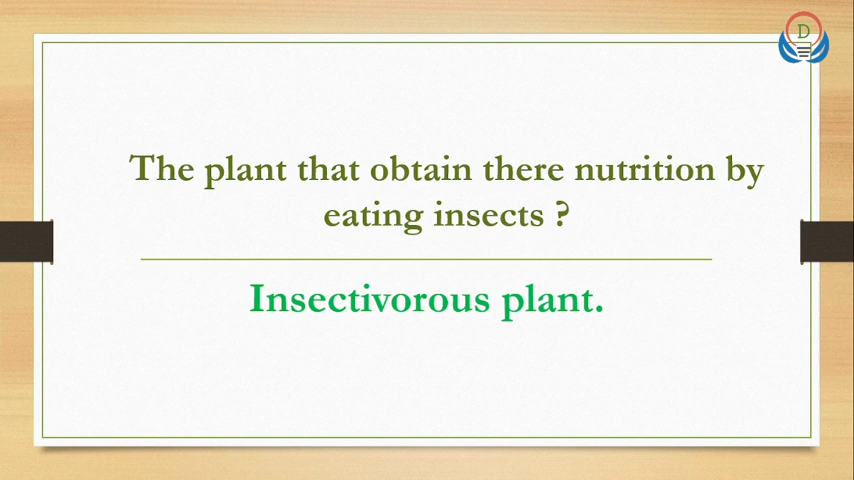 D
The plant that obtain there nutrition by
eating insects ?
Insectivorous plant.